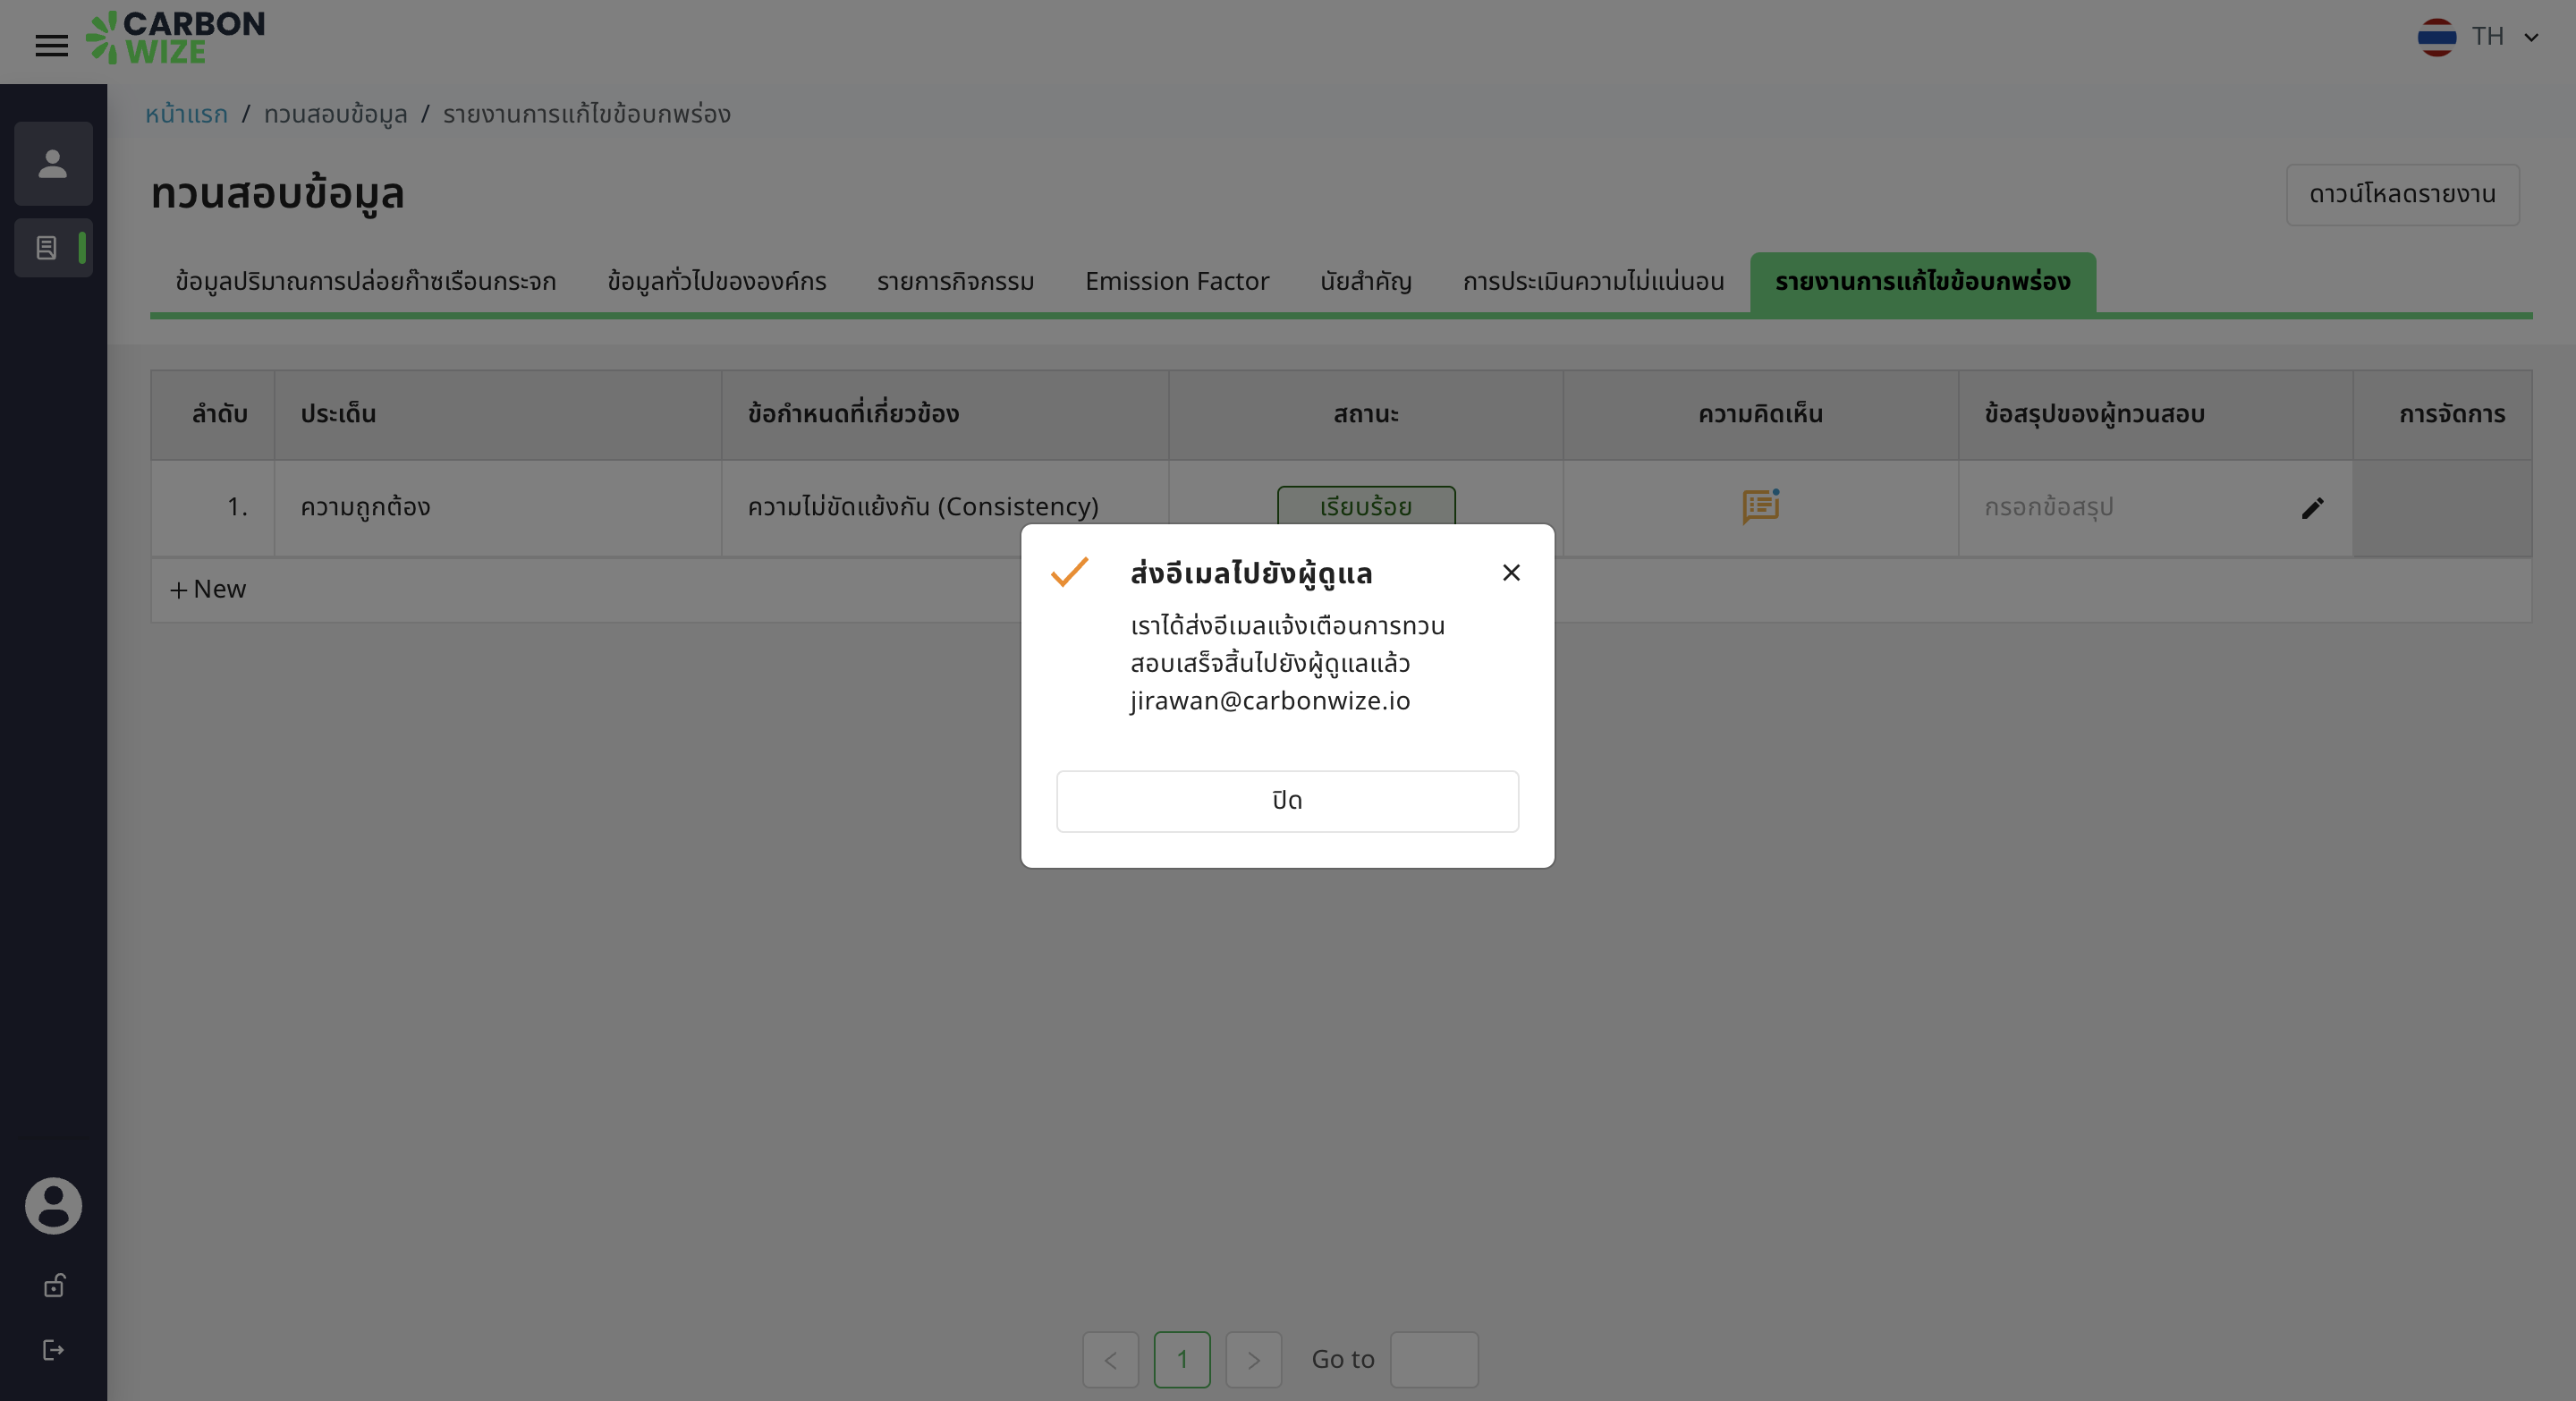 CARBON
WIZE
TH
หน้าแรก / ทวนสอบข้อมูล / รายงานการแก้ไขข้อบกพร่อง
ทวนสอบข้อมูล
ดาวน์โหลดรายงาน
ข้อมูลปริมาณการปล่อยก๊าซเรือนกระจก ข้อมูลทั่วไปขององค์กร รายการกิจกรรม Emission Factor นัยสำคัญ การประเมินความไม่แน่นอน รายงานการแก้ไขข้อบกพร่อง
ลำดับ ประเด็น ข้อกำหนดที่เกี่ยวข้อง สถานะ ความคิดเห็น ข้อสรุปของผู้ทวนสอบ การจัดการ
1. ความถูกต้อง ความไม่ขัดแย้งกัน (Consistency) เรียบร้อย กรอกข้อสรุป
+ New
ส่งอีเมลไปยังผู้ดูแล
เราได้ส่งอีเมลแจ้งเตือนการทวน
สอบเสร็จสิ้นไปยังผู้ดูแลแล้ว
jirawan@carbonwize.io
ปิด
< 1 > Go to